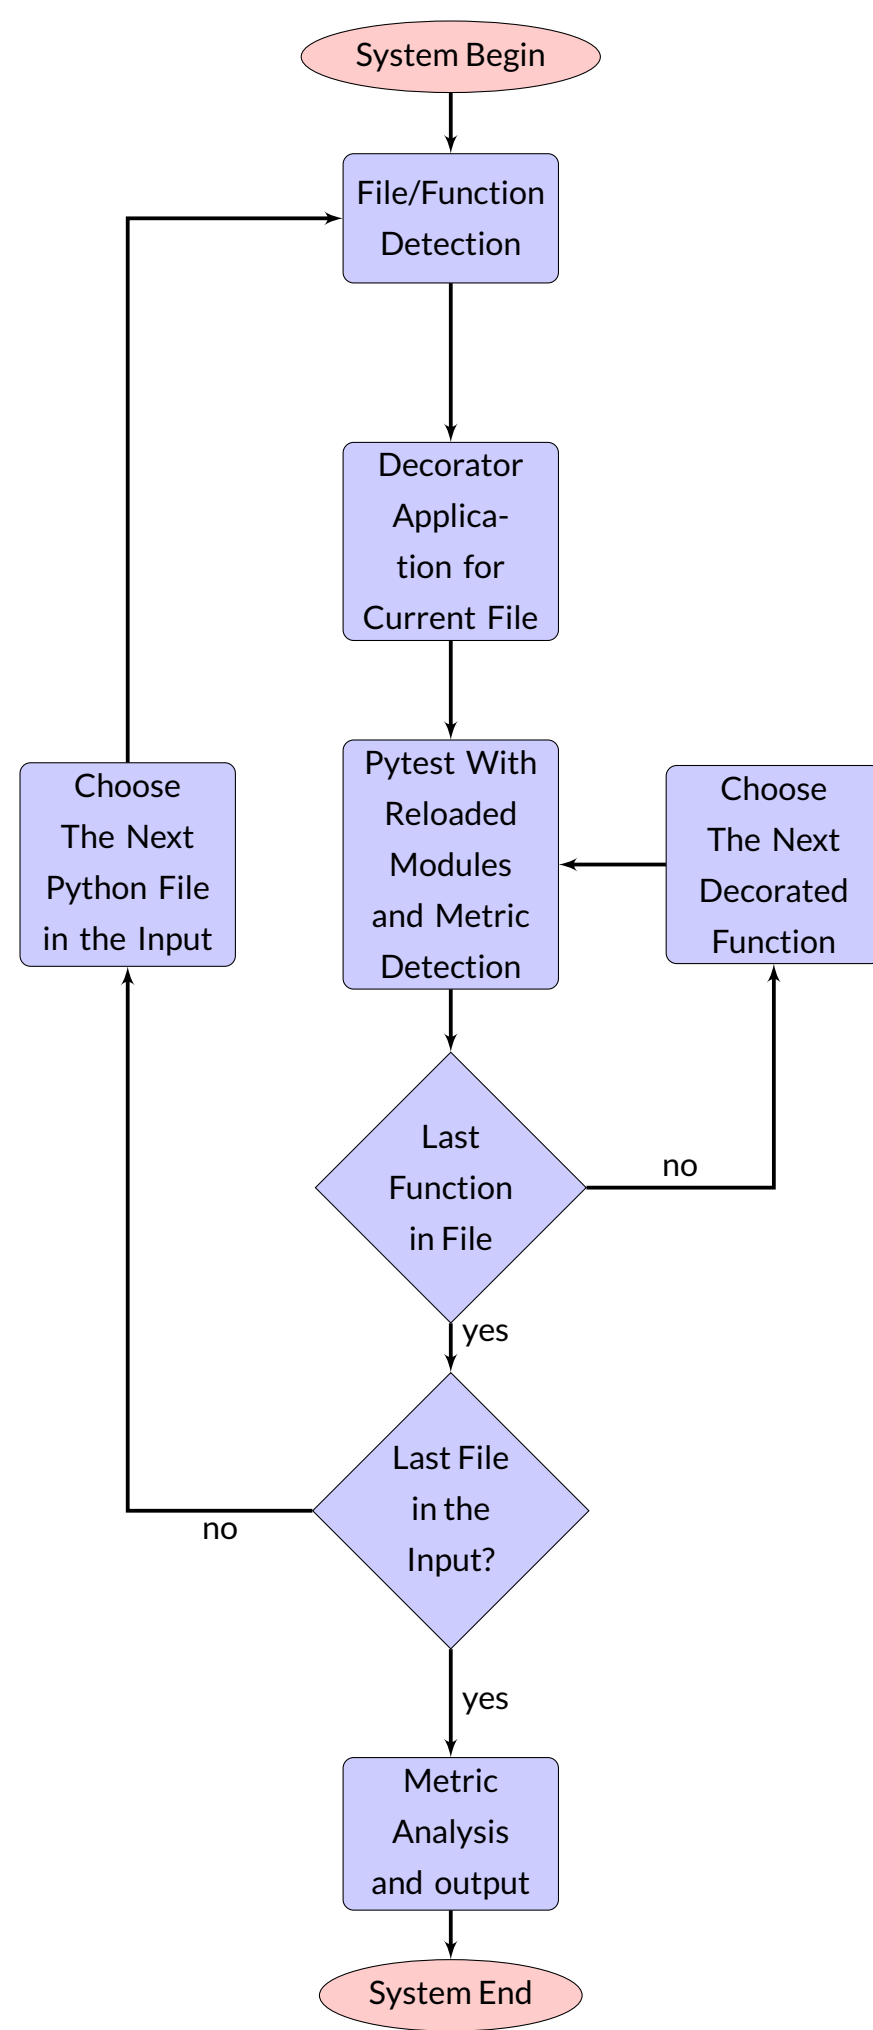 System Begin
File/Function
Detection
Decorator
Applica-
tion for
Current File
Pytest With
Reloaded
Modules
and Metric
Detection
Choose
The Next
Python File
in the Input
Choose
The Next
Decorated
Function
Last
Function
in File
no
yes
Last File
in the
Input?
no
yes
Metric
Analysis
and output
System End